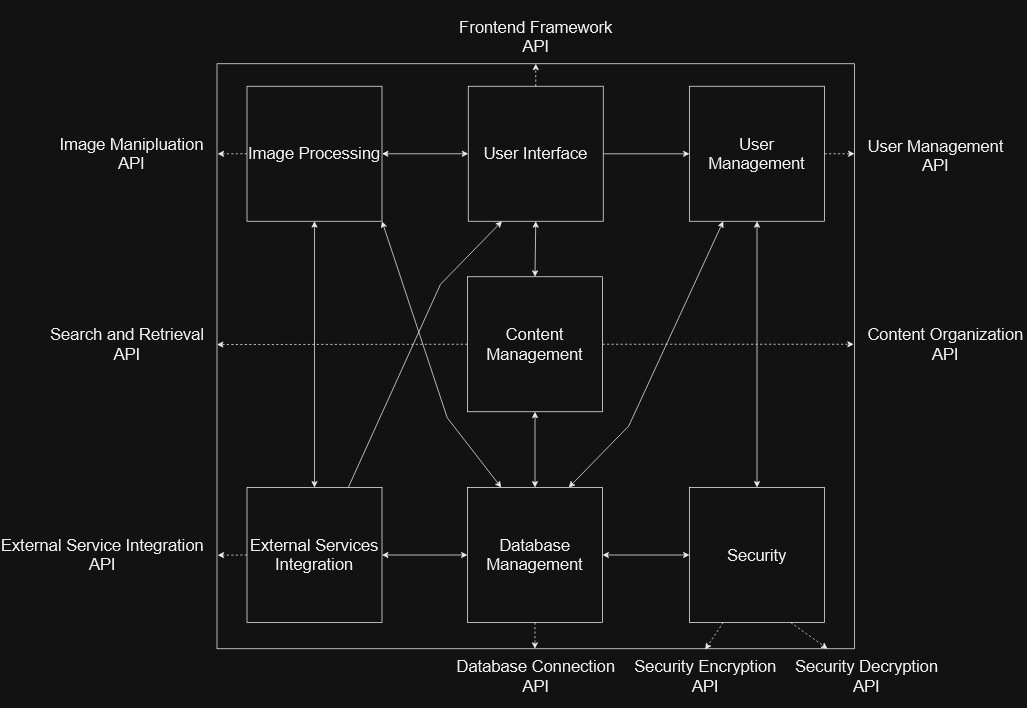 Frontend Framework
API
Image Manipluation
API
Image Processing
User Interface
User
Management
User Management
API
Search and Retrieval
API
Content
Management
Content Organization
API
External Service Integration
API
External Services
Integration
Database
Management
Security
Database Connection
API
Security Encryption
API
Security Decryption
API